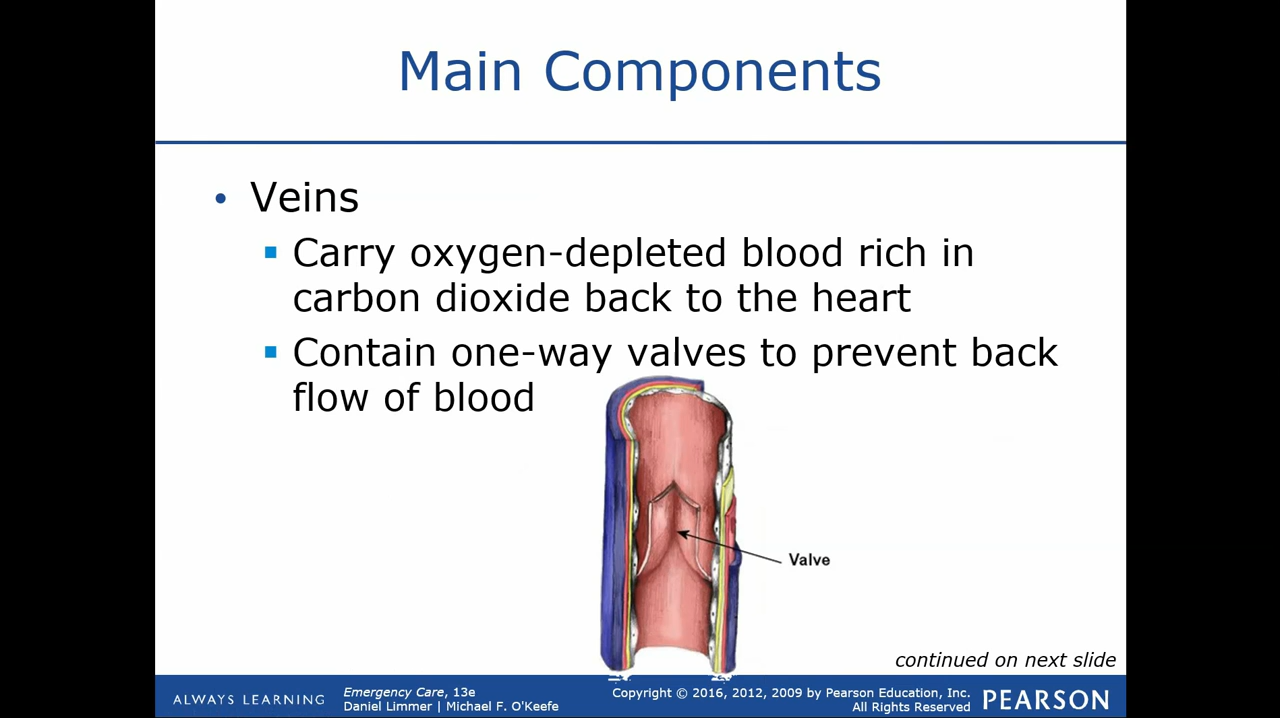 Main Components
• Veins
▪ Carry oxygen-depleted blood rich in
carbon dioxide back to the heart
▪ Contain one-way valves to prevent back
flow of blood
Valve
continued on next slide
ALWAYS LEARNING
Emergency Care, 13e
Daniel Limmer | Michael F. O'Keefe
Copyright © 2016, 2012, 2009 by Pearson Education, Inc.
All Rights Reserved
PEARSON